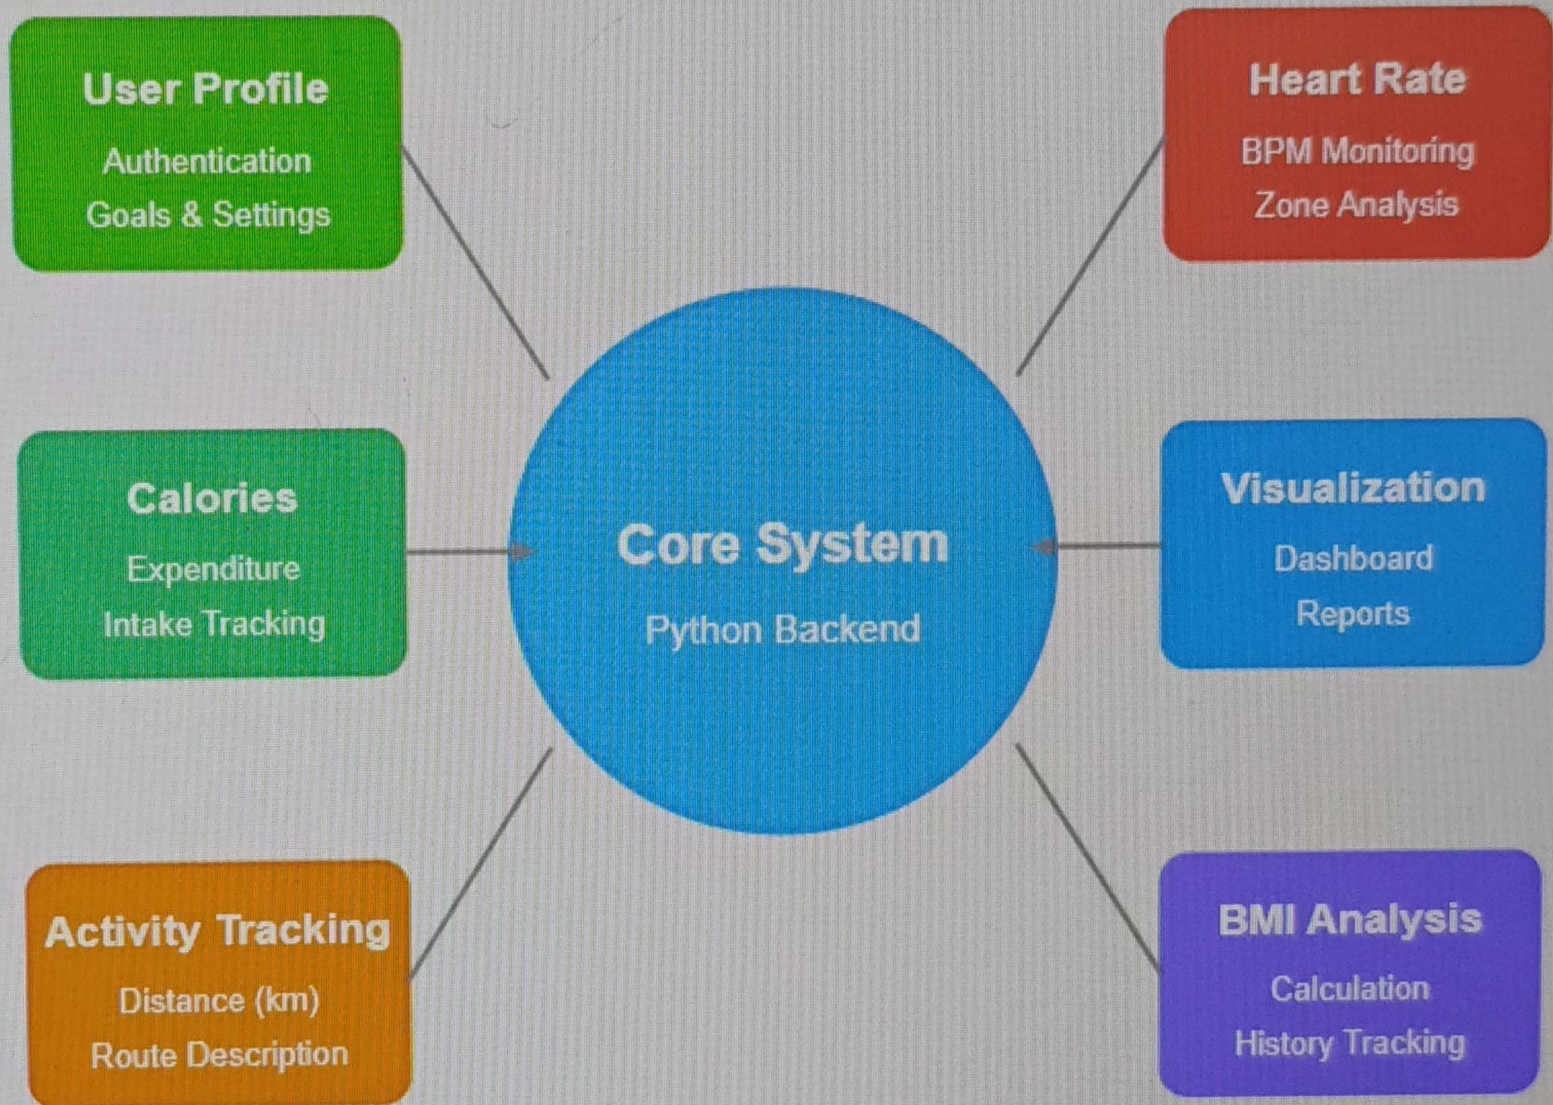 User Profile
Authentication
Goals & Settings
Heart Rate
BPM Monitoring
Zone Analysis
Calories
Expenditure
Intake Tracking
Core System
Python Backend
Visualization
Dashboard
Reports
Activity Tracking
Distance (km)
Route Description
BMI Analysis
Calculation
History Tracking